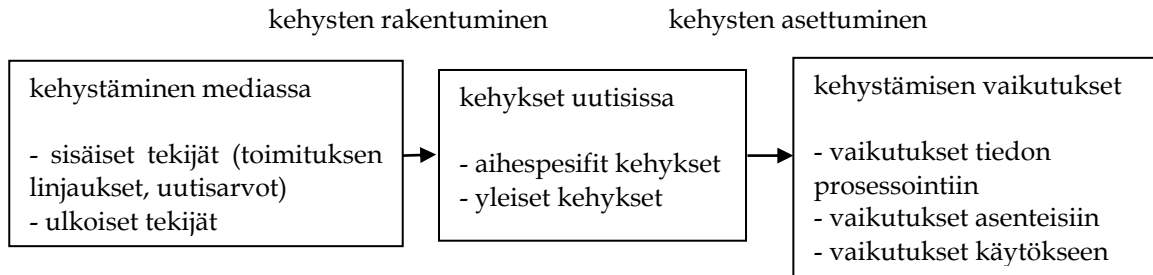 kehysten rakentuminen
kehysten asettuminen
kehystäminen mediassa
- sisäiset tekijät (toimituksen
linjaukset, uutisarvot)
- ulkoiset tekijät
kehykset uutisissa
- aihespesifit kehykset
- yleiset kehykset
kehystämisen vaikutukset
- vaikutukset tiedon
prosessointiin
- vaikutukset asenteisiin
- vaikutukset käytökseen